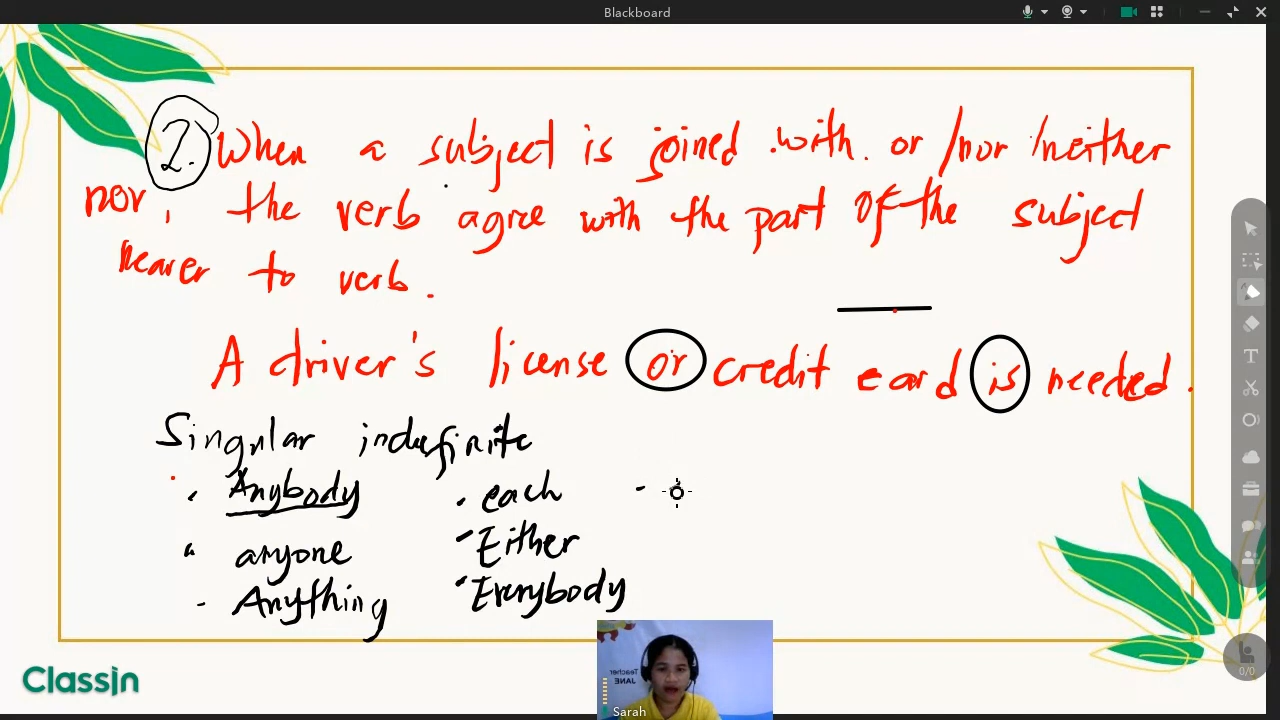 Blackboard
2. When a subject is joined with or /nor /neither
nor, the verb agree with the part of the subject
nearer to verb.
A driver's license or credit card is needed.
Singular indefinite
• Anybody • each -
• anyone - Either
- Anything • Everybody
Classin
Teacher
JANE
Sarah
0/0